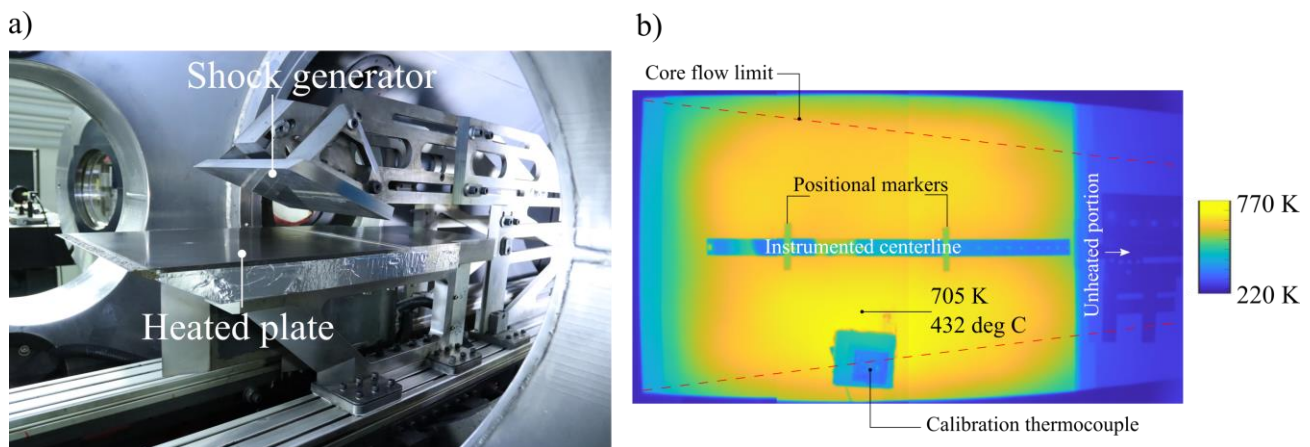 a)
Shock generator
Heated plate
b)
Core flow limit
Positional markers
Instrumented centerline
Unheated portion
705 K
432 deg C
Calibration thermocouple
770 K
220 K